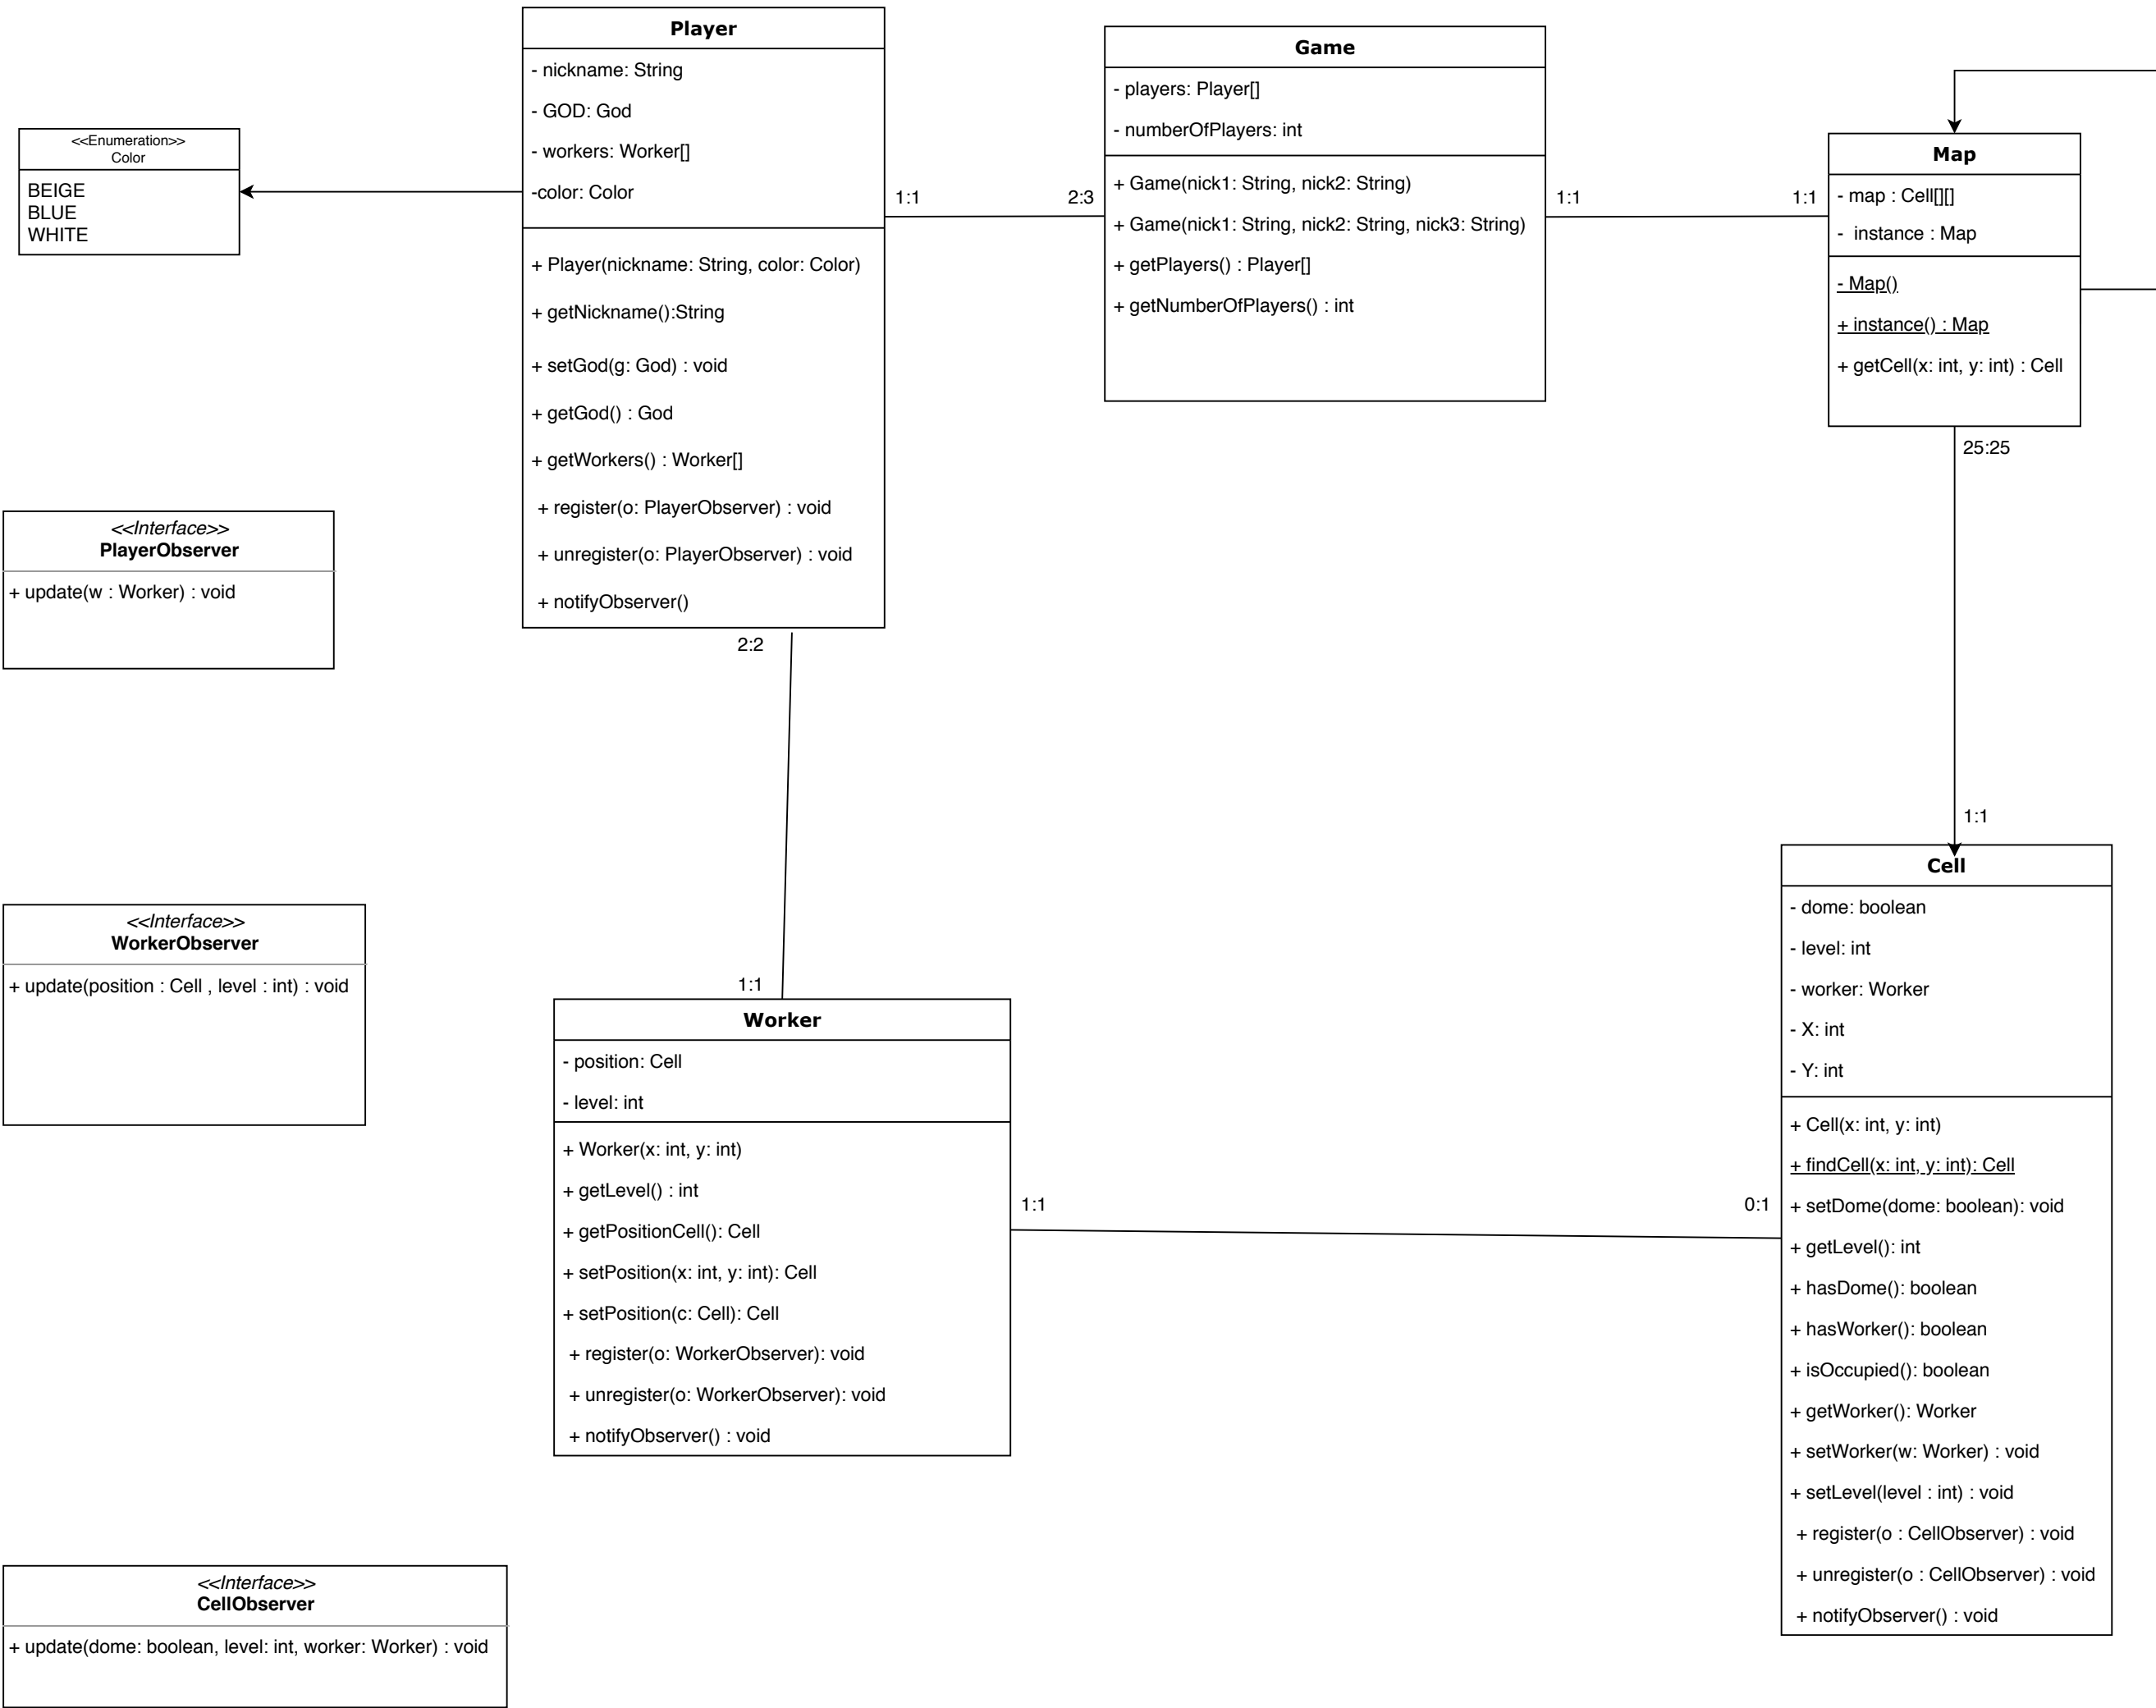 Player
- nickname: String
- GOD: God
- workers: Worker[]
-color: Color
+ Player(nickname: String, color: Color)
+ getNickname():String
+ setGod(g: God) : void
+ getGod() : God
+ getWorkers() : Worker[]
+ register(o: PlayerObserver) : void
+ unregister(o: PlayerObserver) : void
+ notifyObserver()
Game
- players: Player[]
- numberOfPlayers: int
+ Game(nick1: String, nick2: String)
+ Game(nick1: String, nick2: String, nick3: String)
+ getPlayers() : Player[]
+ getNumberOfPlayers() : int
Map
- map : Cell[][]
- instance : Map
- Map()
+ instance() : Map
+ getCell(x: int, y: int) : Cell
<<Enumeration>>
Color
BEIGE
BLUE
WHITE
1:1
2:3
1:1
1:1
25:25
<<Interface>>
PlayerObserver
+ update(w : Worker) : void
2:2
1:1
1:1
<<Interface>>
WorkerObserver
+ update(position : Cell , level : int) : void
Worker
- position: Cell
- level: int
+ Worker(x: int, y: int)
+ getLevel() : int
+ getPositionCell(): Cell
+ setPosition(x: int, y: int): Cell
+ setPosition(c: Cell): Cell
+ register(o: WorkerObserver): void
+ unregister(o: WorkerObserver): void
+ notifyObserver() : void
1:1
0:1
Cell
- dome: boolean
- level: int
- worker: Worker
- X: int
- Y: int
+ Cell(x: int, y: int)
+ findCell(x: int, y: int): Cell
+ setDome(dome: boolean): void
+ getLevel(): int
+ hasDome(): boolean
+ hasWorker(): boolean
+ isOccupied(): boolean
+ getWorker(): Worker
+ setWorker(w: Worker) : void
+ setLevel(level : int) : void
+ register(o : CellObserver) : void
+ unregister(o : CellObserver) : void
+ notifyObserver() : void
<<Interface>>
CellObserver
+ update(dome: boolean, level: int, worker: Worker) : void